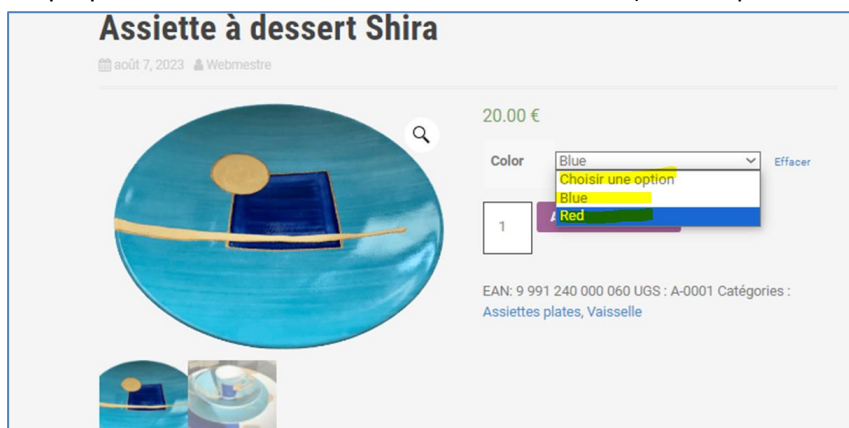 Assiette à dessert Shira
août 7, 2023 Webmestre
20.00 €
Color Blue Effacer
Choisir une option
Blue
Red
1
EAN: 9 991 240 000 060 UGS : A-0001 Catégories :
Assiettes plates, Vaisselle